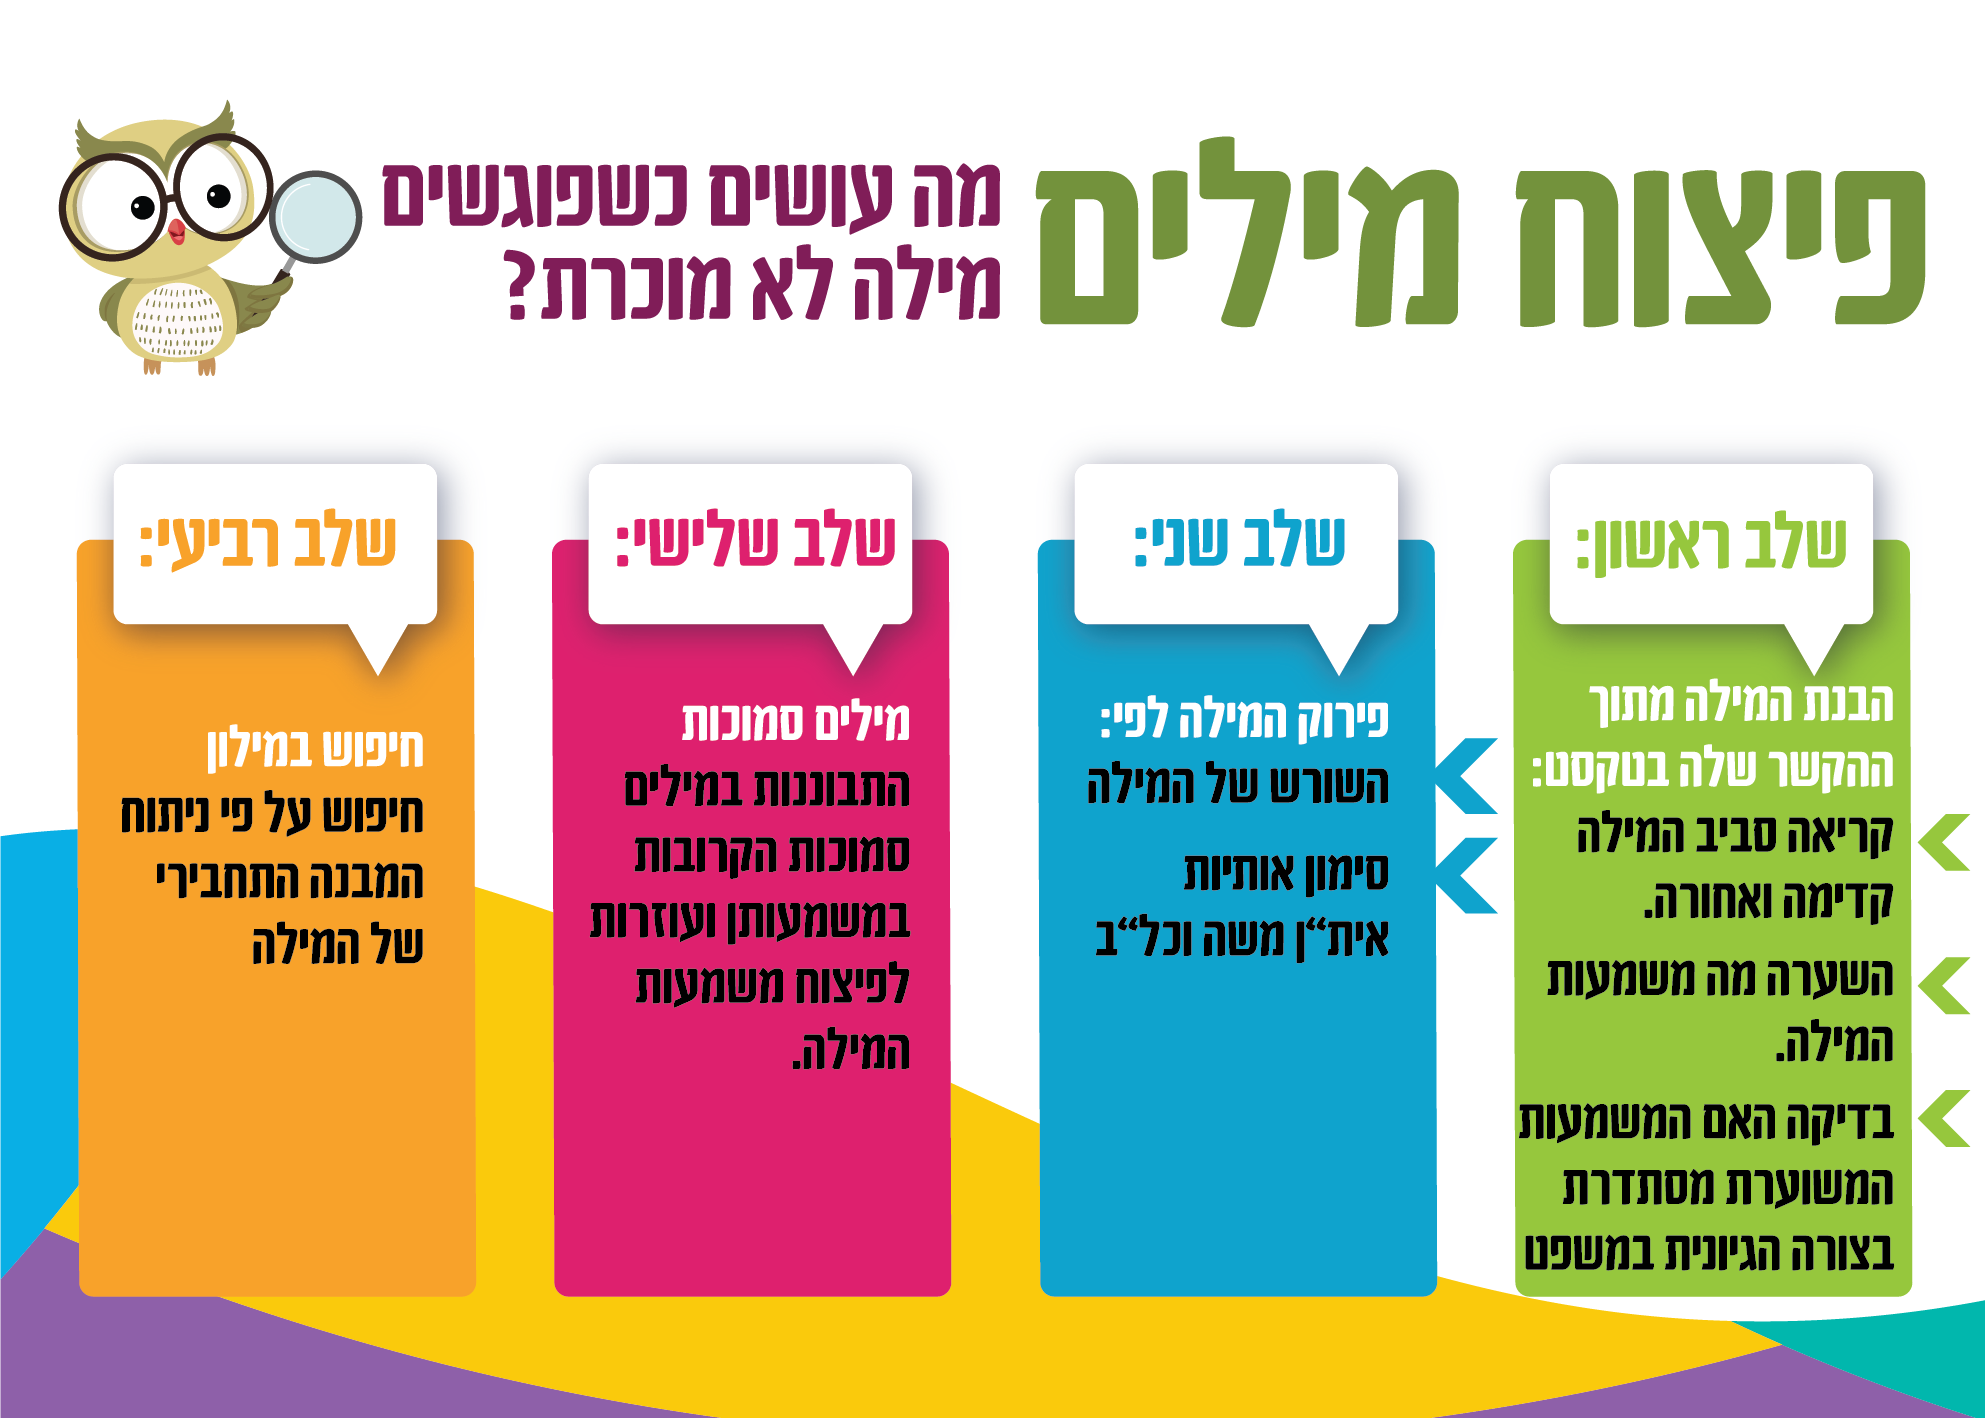 פיצוח מילים
מה עושים כשפוגשים
מילה לא מוכרת?
שלב ראשון:
הבנת המילה מתוך
ההקשר שלה בטקסט:
קריאה סביב המילה
קדימה ואחורה.
השערה מה משמעות
המילה.
בדיקה האם המשמעות
המשוערת מסתדרת
בצורה הגיונית במשפט
שלב שני:
פירוק המילה לפי:
השורש של המילה
סימון אותיות
אית“ן משה וכל“ב
שלב שלישי:
מילים סמוכות
התבוננות במילים
סמוכות הקרובות
במשמעותן ועוזרות
לפיצוח משמעות
המילה.
שלב רביעי:
חיפוש במילון
חיפוש על פי ניתוח
המבנה התחבירי
של המילה